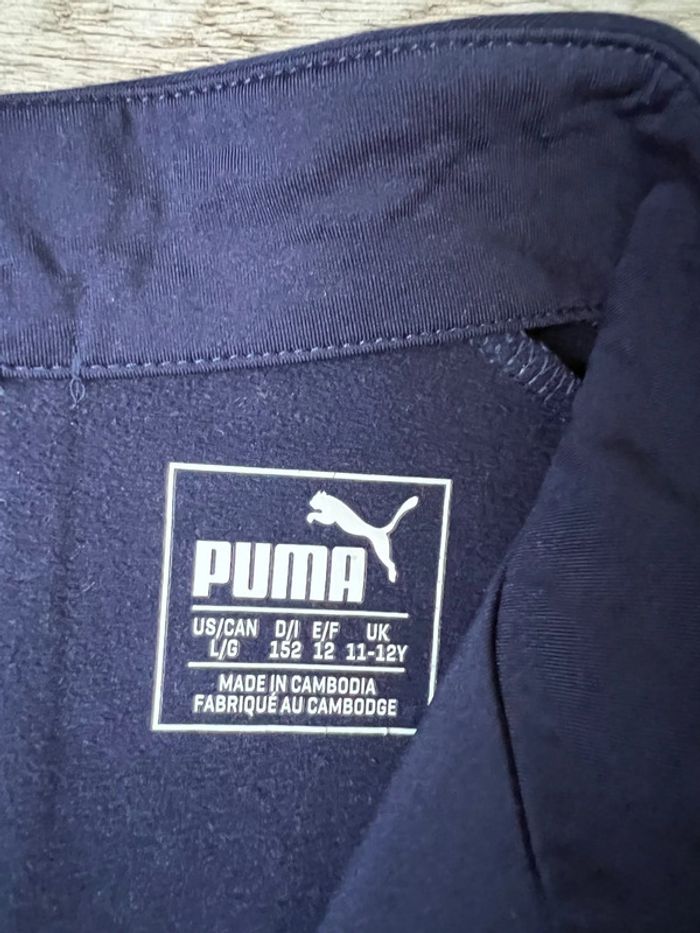 PUMA
US/CAN D/I E/F UK
L/G 152 12 11-12Y
MADE IN CAMBODIA
FABRIQUÉ AU CAMBODGE